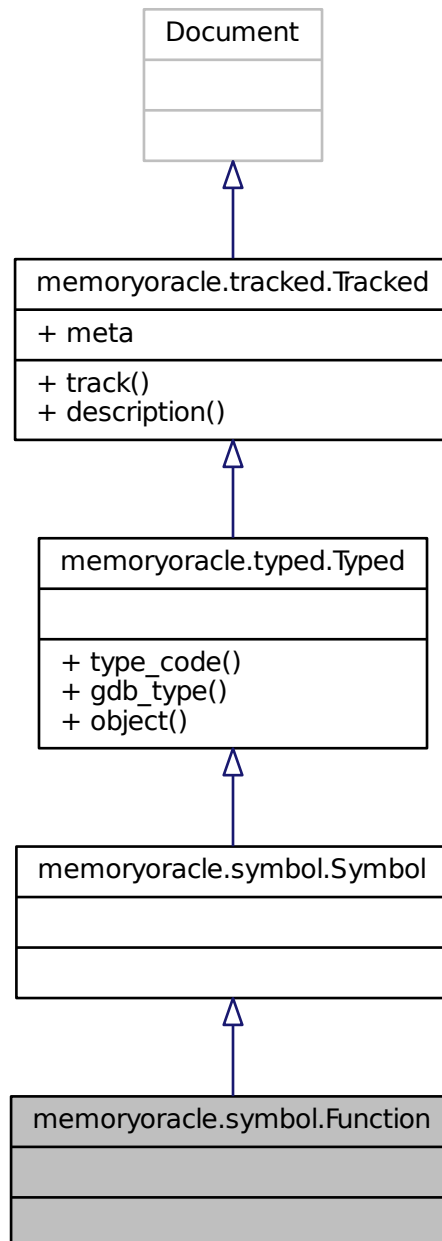 Document
memoryoracle.tracked.Tracked
+ meta
+ track()
+ description()
memoryoracle.typed.Typed
+ type_code()
+ gdb_type()
+ object()
memoryoracle.symbol.Symbol
memoryoracle.symbol.Function